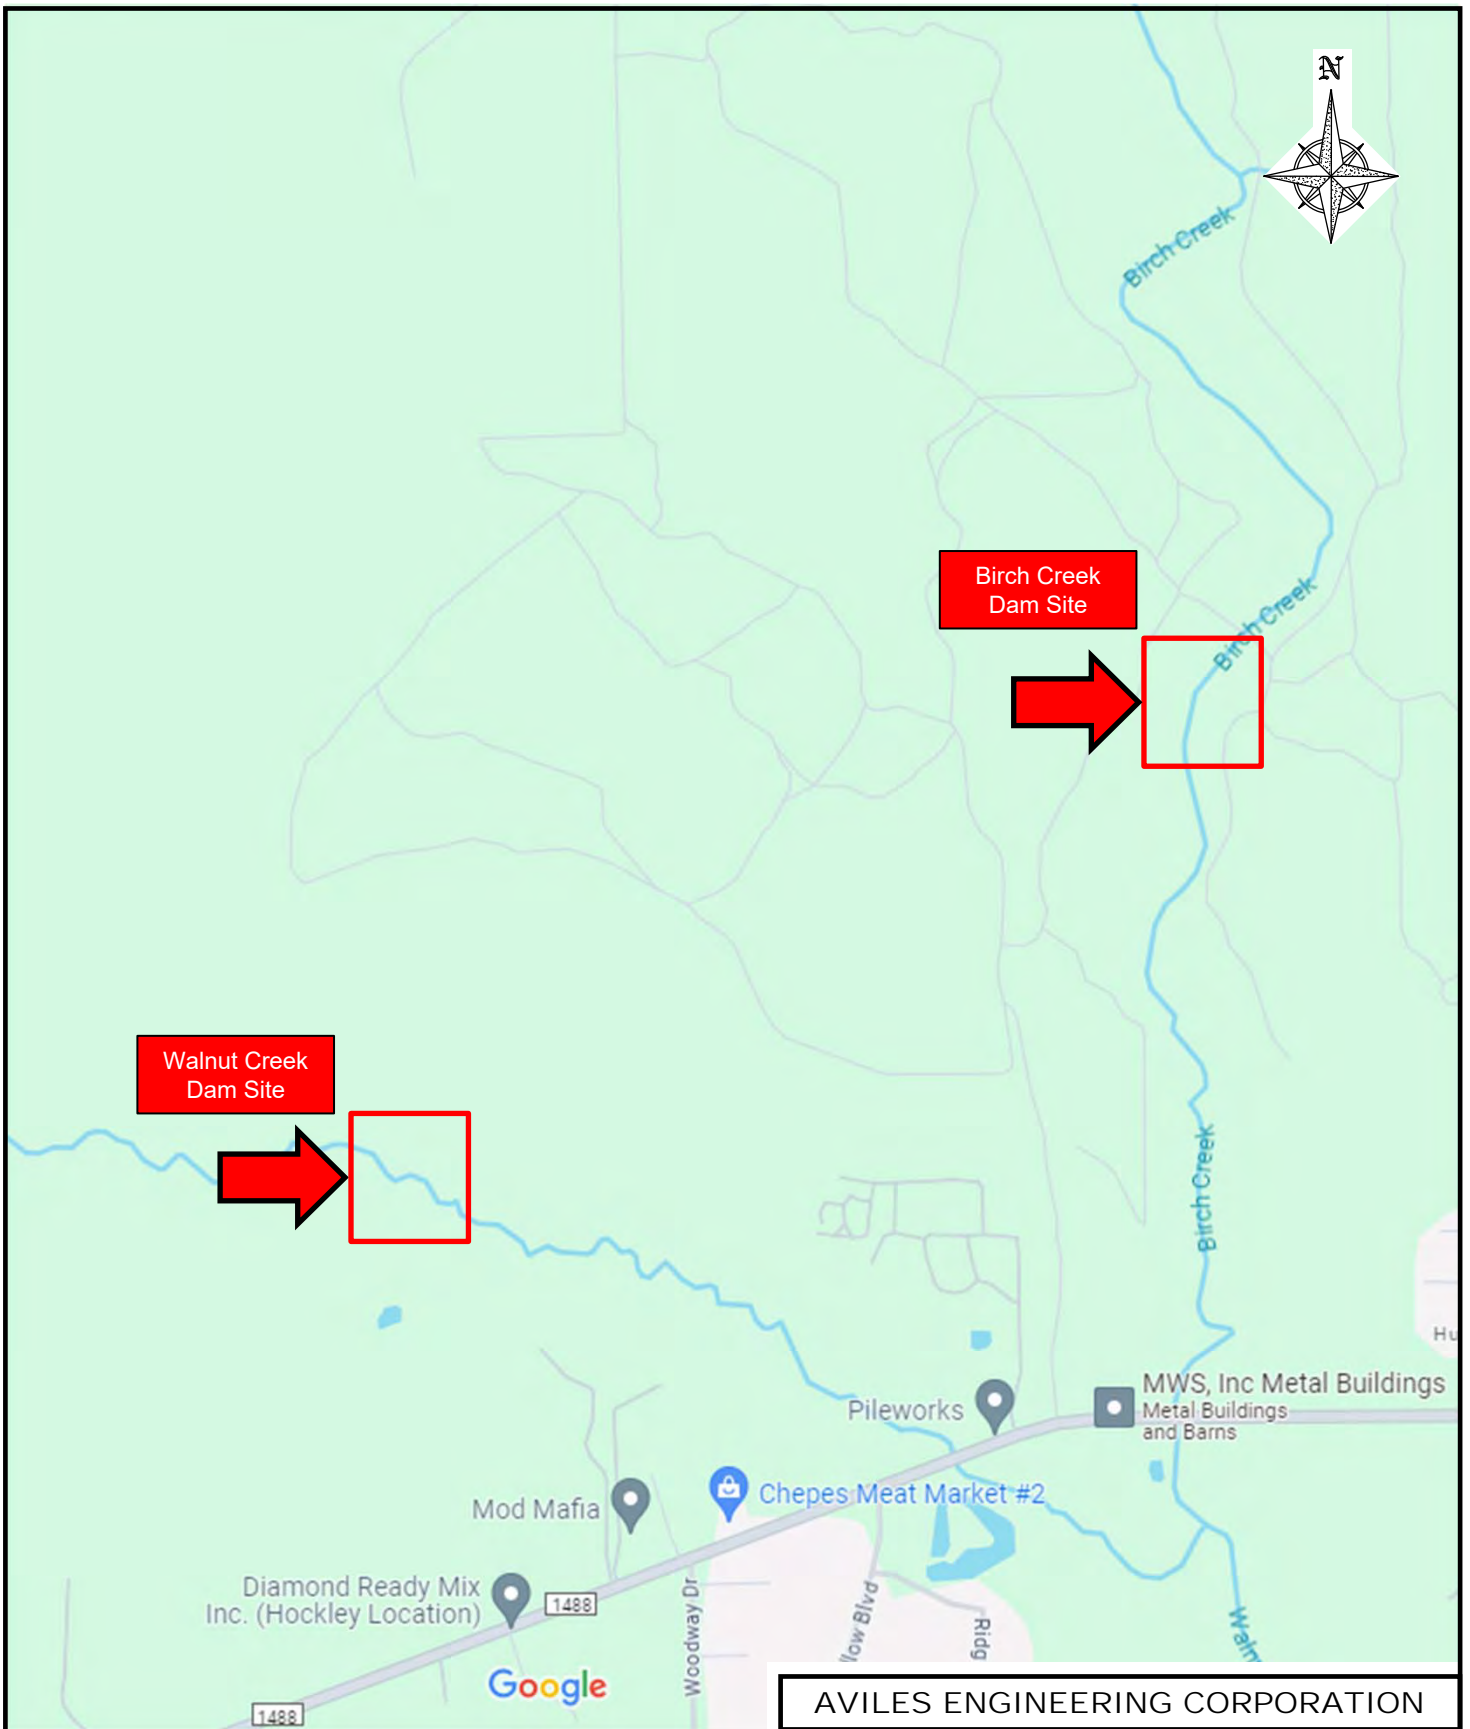 N
Birch Creek
Birch Creek
Dam Site
Birch Creek
Walnut Creek
Dam Site
Birch Creek
Hu
MWS, Inc Metal Buildings
Metal Buildings
and Barns
Pileworks
Chepes Meat Market #2
Mod Mafia
Diamond Ready Mix
Inc. (Hockley Location)
1488
Woodway Dr
llow Blvd
Ridg
Waln
Google
1488
AVILES ENGINEERING CORPORATION